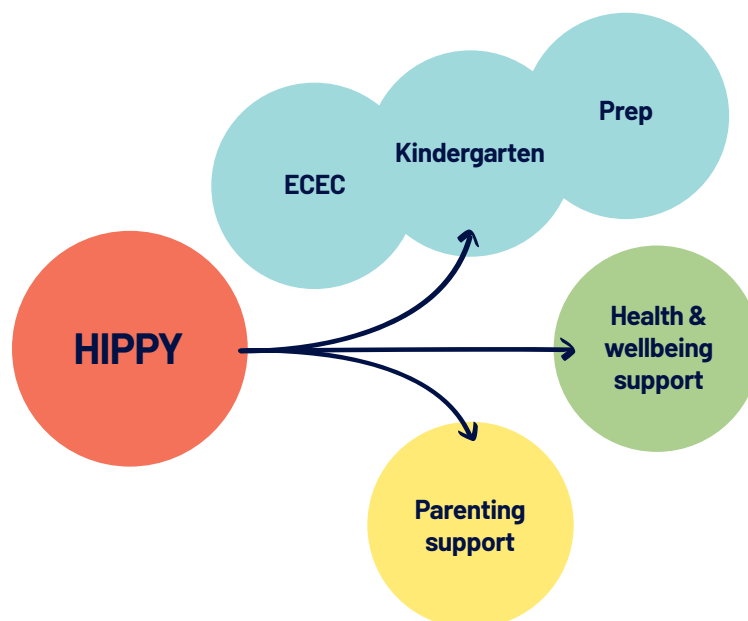 Prep
Kindergarten
ECEC
HIPPY
Health &
wellbeing
support
Parenting
support